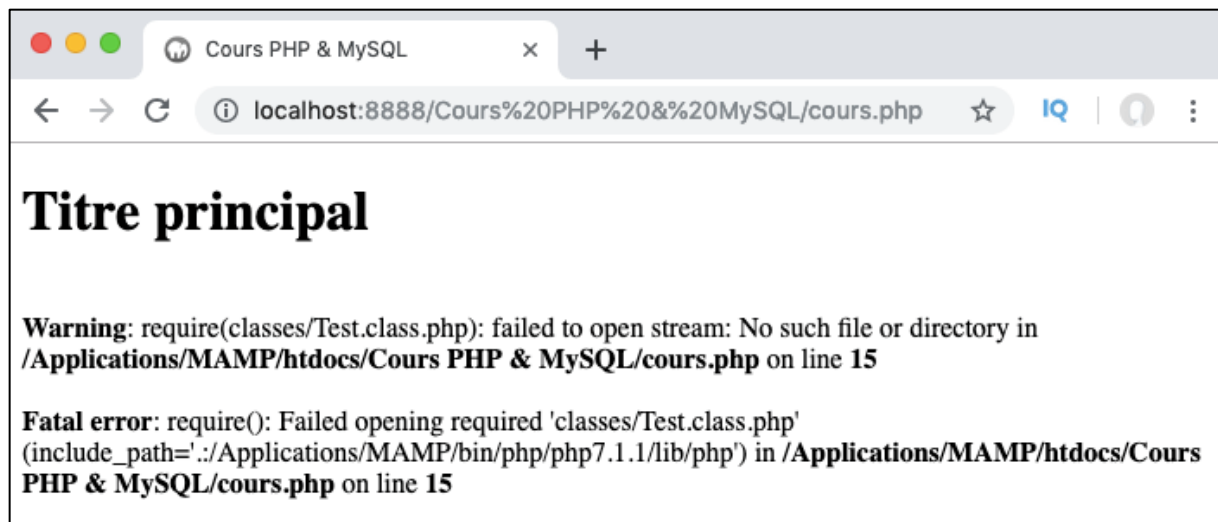 Cours PHP & MySQL
localhost:8888/Cours%20PHP%20&%20MySQL/cours.php
IQ
Titre principal
Warning: require(classes/Test.class.php): failed to open stream: No such file or directory in
/Applications/MAMP/htdocs/Cours PHP & MySQL/cours.php on line 15
Fatal error: require(): Failed opening required 'classes/Test.class.php'
(include_path='.:/Applications/MAMP/bin/php/php7.1.1/lib/php') in /Applications/MAMP/htdocs/Cours
PHP & MySQL/cours.php on line 15